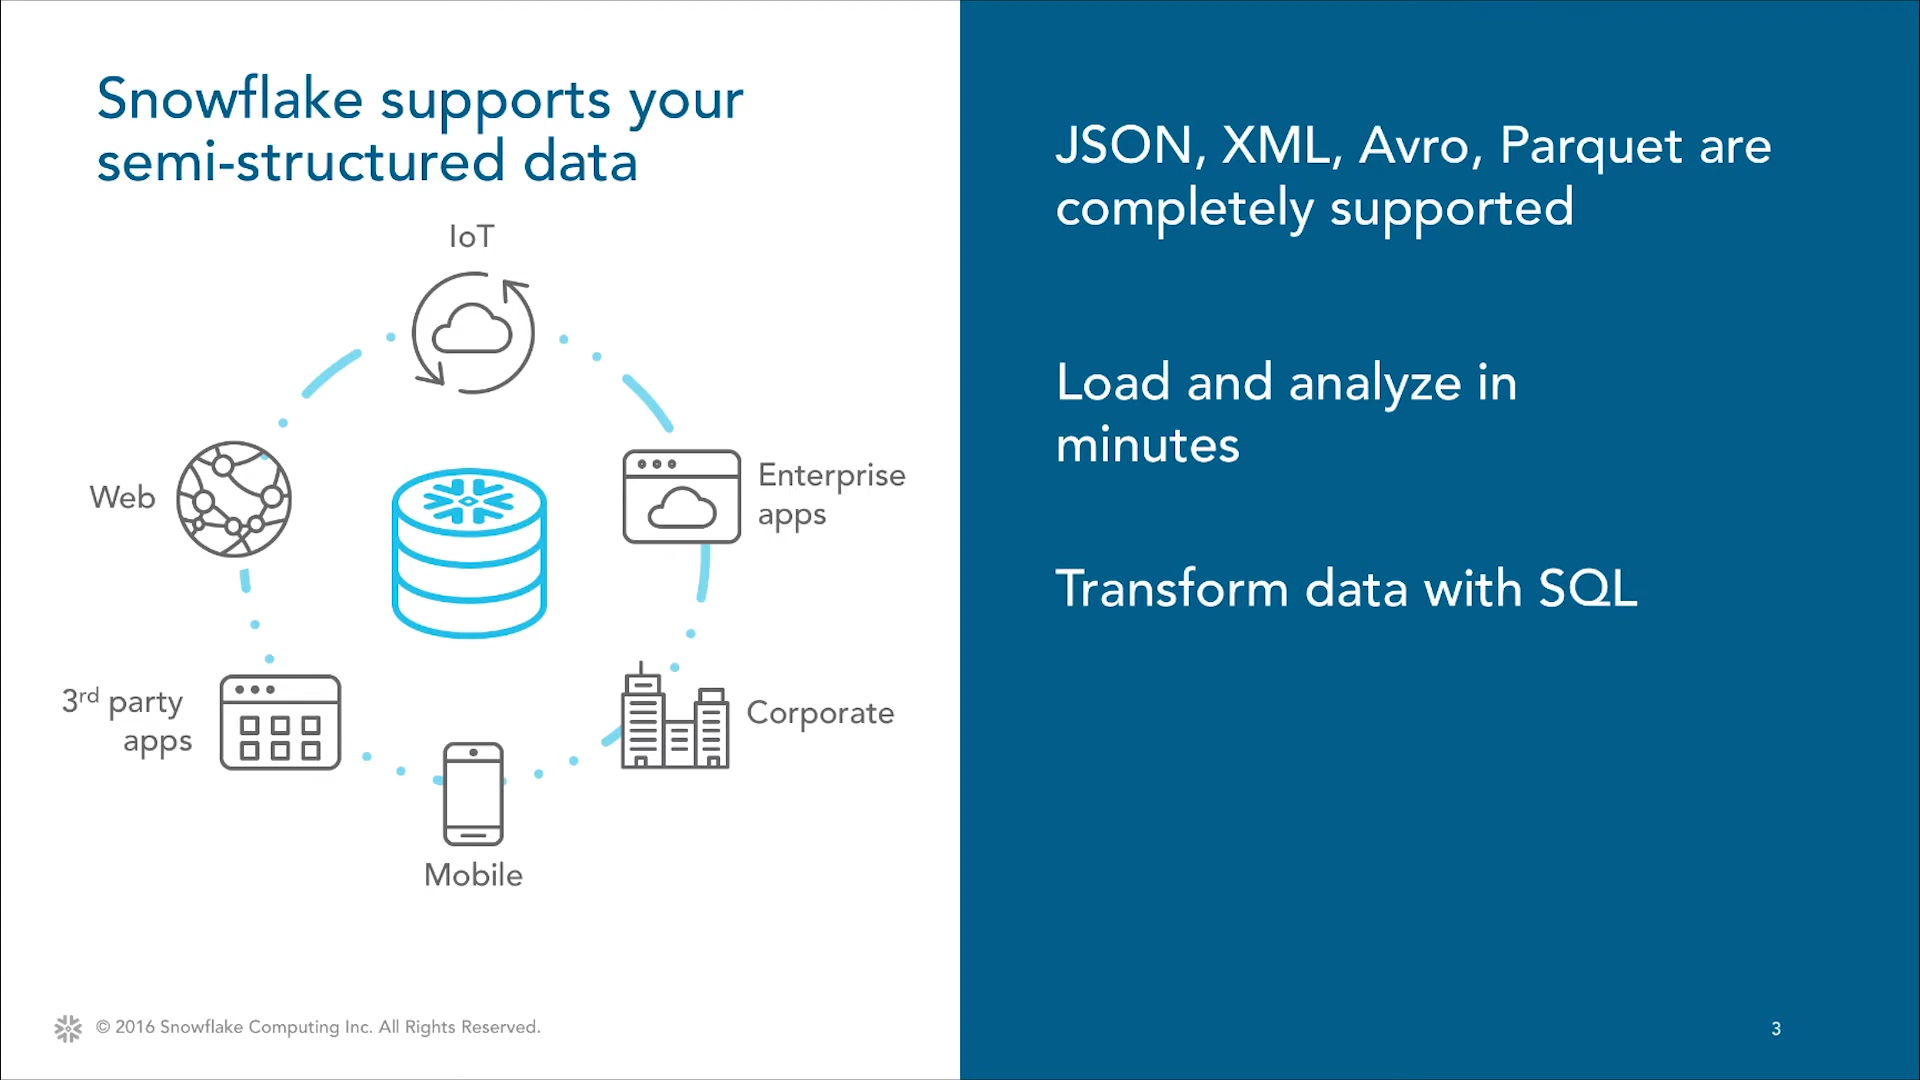 Snowflake supports your
semi-structured data
IoT
Web
Enterprise
apps
3rd party
apps
Corporate
Mobile
© 2016 Snowflake Computing Inc. All Rights Reserved.
JSON, XML, Avro, Parquet are
completely supported
Load and analyze in
minutes
Transform data with SQL
3